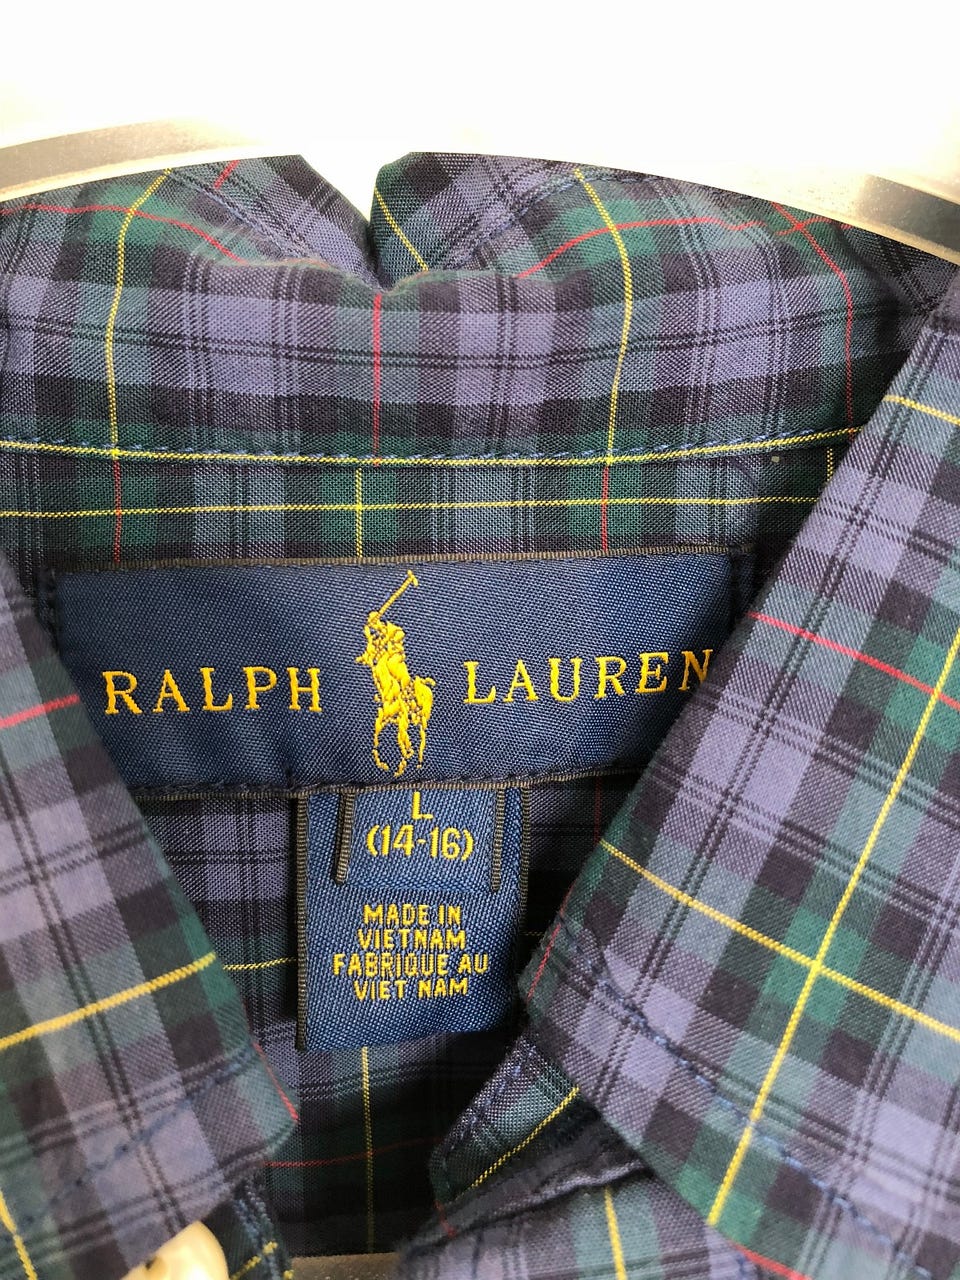 RALPH LAUREN
L
(14-16)
MADE IN
VIETNAM
FABRIQUE AU
VIET NAM